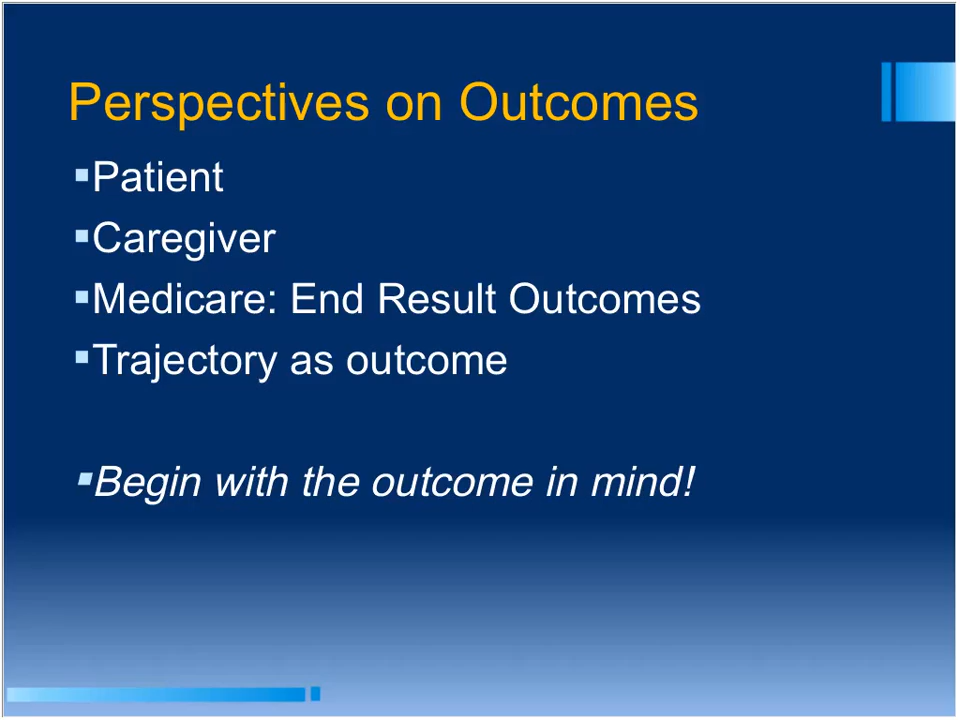 Perspectives on Outcomes
▪Patient
▪Caregiver
▪Medicare: End Result Outcomes
▪Trajectory as outcome
▪Begin with the outcome in mind!